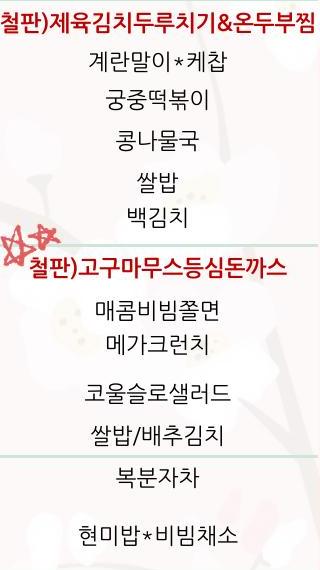 철판)제육김치두루치기&온두부찜
계란말이*케찹
궁중떡볶이
콩나물국
쌀밥
백김치
철판)고구마무스등심돈까스
매콤비빔쫄면
메가크런치
코울슬로샐러드
쌀밥/배추김치
복분자차
현미밥*비빔채소